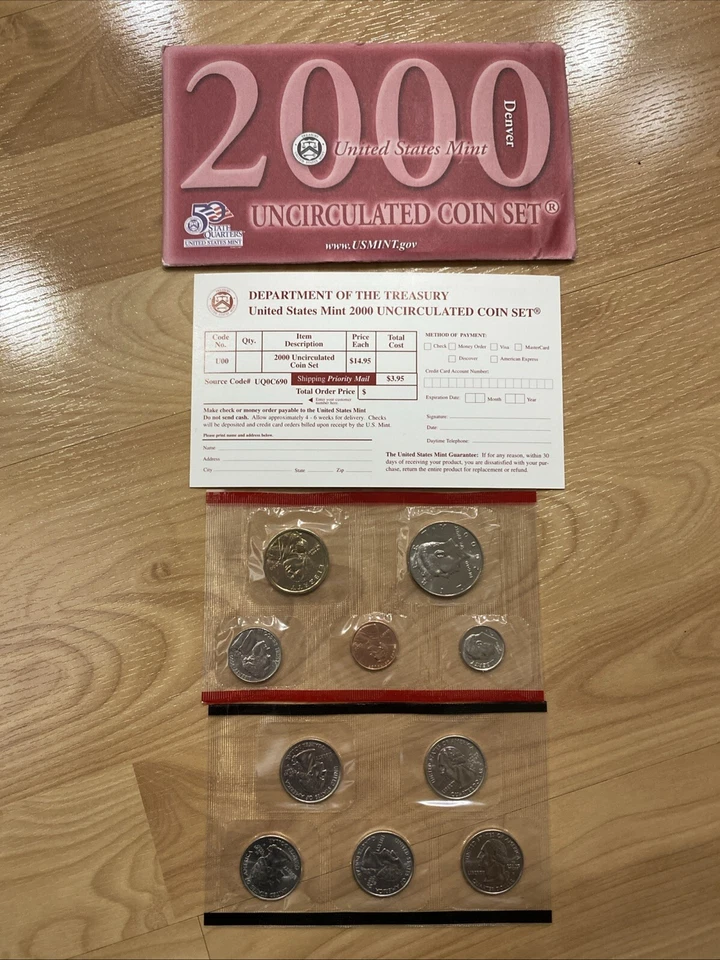 2000
Denver
United States Mint
50
STATE
QUARTERS
UNITED STATES MINT
UNCIRCULATED COIN SET®
www.USMINT.gov
DEPARTMENT OF THE TREASURY
United States Mint 2000 UNCIRCULATED COIN SET®
Code No. Qty. Item Description Price Each Total Cost
U00 2000 Uncirculated Coin Set $14.95
Source Code# UQ0C690 Shipping Priority Mail $3.95
Total Order Price $
Enter your customer number here.
Make check or money order payable to the United States Mint
Do not send cash. Allow approximately 4 - 6 weeks for delivery. Checks
will be deposited and credit card orders billed upon receipt by the U.S. Mint.
Please print name and address below.
Name
Address
City State Zip
METHOD OF PAYMENT:
Check Money Order Visa MasterCard
Discover American Express
Credit Card Account Number:
Expiration Date: Month Year
Signature:
Date:
Daytime Telephone:
The United States Mint Guarantee: If for any reason, within 30
days of receiving your product, you are dissatisfied with your pur-
chase, return the entire product for replacement or refund.
LIBERTY